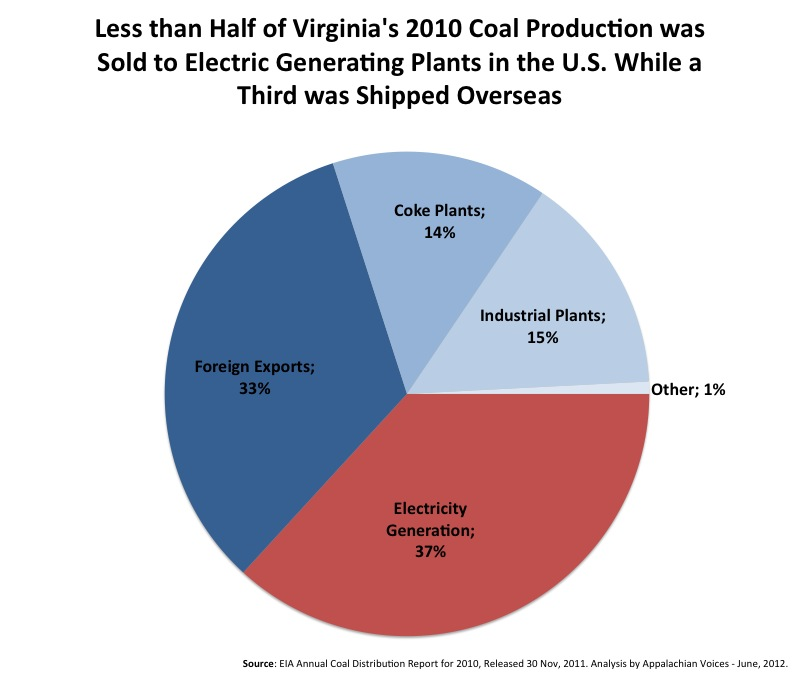 Less than Half of Virginia's 2010 Coal Production was
Sold to Electric Generating Plants in the U.S. While a
Third was Shipped Overseas
Coke Plants;
14%
Industrial Plants;
15%
Foreign Exports;
33%
Other; 1%
Electricity
Generation;
37%
Source: EIA Annual Coal Distribution Report for 2010, Released 30 Nov, 2011. Analysis by Appalachian Voices - June, 2012.